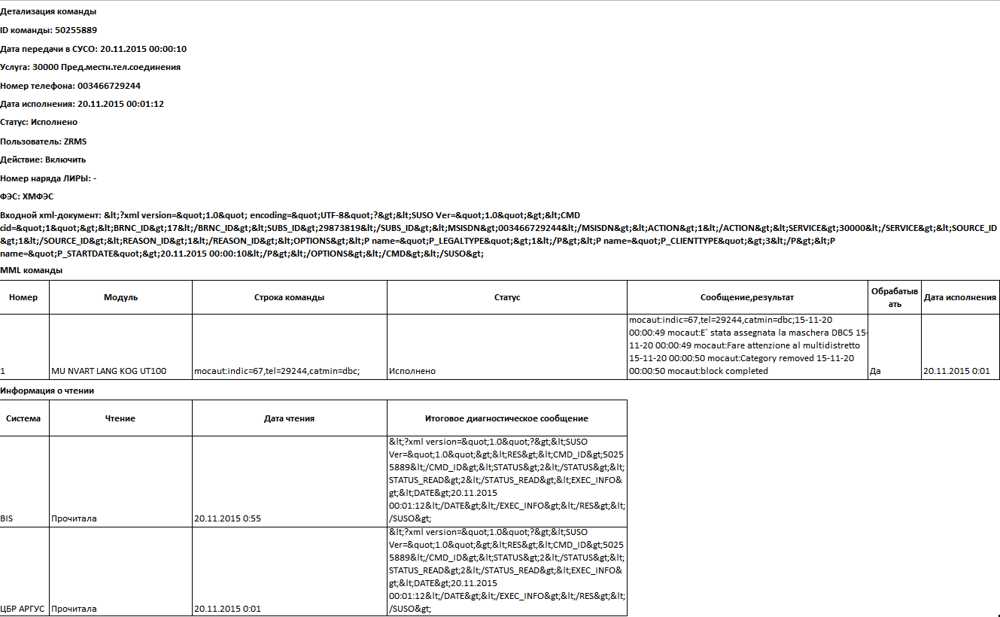 Детализация команды
ID команды: 50255889
Дата передачи в СУСО: 20.11.2015 00:00:10
Услуга: 30000 Пред.местн.тел.соединения
Номер телефона: 003466729244
Дата исполнения: 20.11.2015 00:01:12
Статус: Исполнено
Пользователь: ZRMS
Действие: Включить
Номер наряда ЛИРЫ: -
ФЭС: ХМФЭС
Входной xml-документ: &lt;?xml version=&quot;1.0&quot; encoding=&quot;UTF-8&quot;?&gt;&lt;SUSO Ver=&quot;1.0&quot;&gt;&lt;CMD
cid=&quot;1&quot;&gt;&lt;BRNC_ID&gt;17&lt;/BRNC_ID&gt;&lt;SUBS_ID&gt;29873819&lt;/SUBS_ID&gt;&lt;MSISDN&gt;003466729244&lt;/MSISDN&gt;&lt;ACTION&gt;1&lt;/ACTION&gt;&lt;SERVICE&gt;30000&lt;/SERVICE&gt;&lt;SOURCE_ID
&gt;1&lt;/SOURCE_ID&gt;&lt;REASON_ID&gt;1&lt;/REASON_ID&gt;&lt;OPTIONS&gt;&lt;P name=&quot;P_LEGALTYPE&quot;&gt;1&lt;/P&gt;&lt;P name=&quot;P_CLIENTTYPE&quot;&gt;3&lt;/P&gt;&lt;P
name=&quot;P_STARTDATE&quot;&gt;20.11.2015 00:00:10&lt;/P&gt;&lt;/OPTIONS&gt;&lt;/CMD&gt;&lt;/SUSO&gt;
MML команды
Номер
Модуль
Строка команды
Статус
Сообщение,результат
Обрабатыв
ать
Дата исполнения
1
MU NVART LANG KOG UT100
mocaut:indic=67,tel=29244,catmin=dbc;
Исполнено
mocaut:indic=67,tel=29244,catmin=dbc;15-11-20
00:00:49 mocaut:E` stata assegnata la maschera DBC5 15-
11-20 00:00:49 mocaut:Fare attenzione al multidistretto
15-11-20 00:00:50 mocaut:Category removed 15-11-20
00:00:50 mocaut:block completed
Да
20.11.2015 0:01
Информация о чтении
Система
Чтение
Дата чтения
Итоговое диагностическое сообщение
BIS
Прочитала
20.11.2015 0:55
&lt;?xml version=&quot;1.0&quot;?&gt;&lt;SUSO
Ver=&quot;1.0&quot;&gt;&lt;RES&gt;&lt;CMD_ID&gt;5025
5889&lt;/CMD_ID&gt;&lt;STATUS&gt;2&lt;/STATUS&gt;&lt;
STATUS_READ&gt;2&lt;/STATUS_READ&gt;&lt;EXEC_INFO&
gt;&lt;DATE&gt;20.11.2015
00:01:12&lt;/DATE&gt;&lt;/EXEC_INFO&gt;&lt;/RES&gt;&lt;
/SUSO&gt;
ЦБР АРГУС
Прочитала
20.11.2015 0:01
&lt;?xml version=&quot;1.0&quot;?&gt;&lt;SUSO
Ver=&quot;1.0&quot;&gt;&lt;RES&gt;&lt;CMD_ID&gt;5025
5889&lt;/CMD_ID&gt;&lt;STATUS&gt;2&lt;/STATUS&gt;&lt;
STATUS_READ&gt;2&lt;/STATUS_READ&gt;&lt;EXEC_INFO&
gt;&lt;DATE&gt;20.11.2015
00:01:12&lt;/DATE&gt;&lt;/EXEC_INFO&gt;&lt;/RES&gt;&lt;
/SUSO&gt;